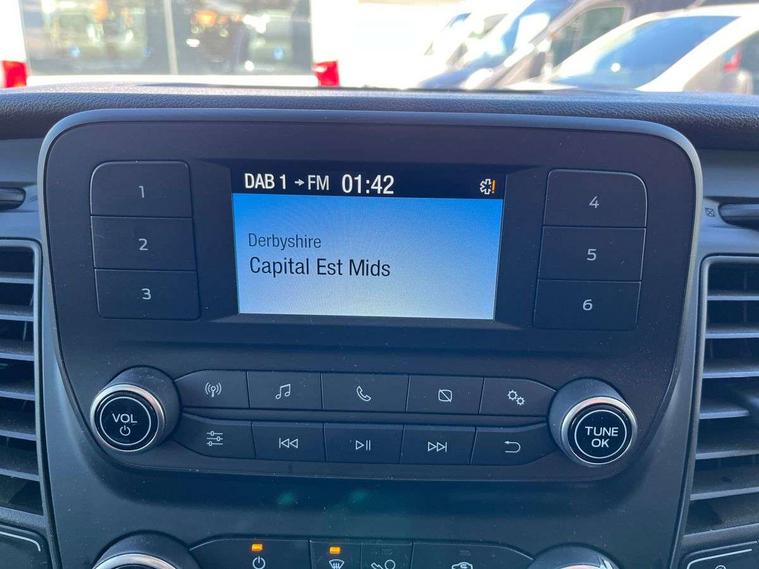 DAB 1 → FM 01:42
Derbyshire
Capital Est Mids
1
2
3
4
5
6
VOL
TUNE
OK